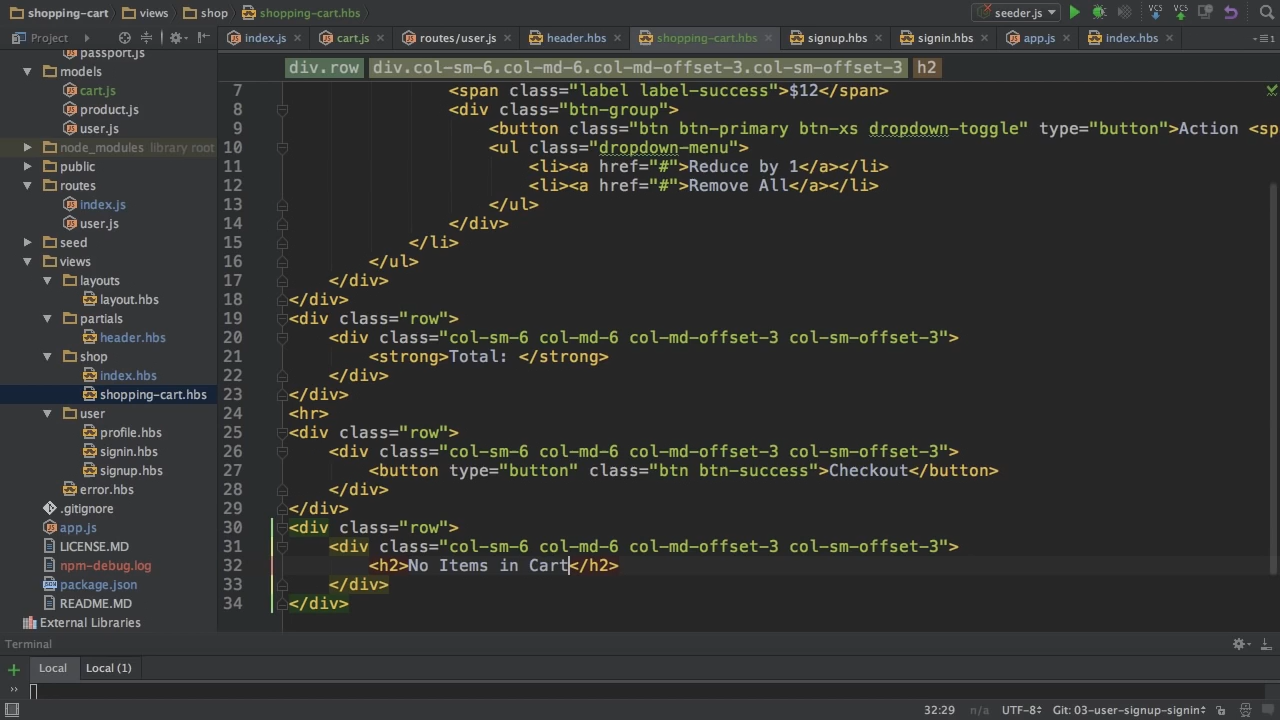 shopping-cart views shop shopping-cart.hbs seeder.js VCS VCS
Project index.js cart.js routes/user.js header.hbs shopping-cart.hbs signup.hbs signin.hbs app.js index.hbs
div.row div.col-sm-6.col-md-6.col-md-offset-3.col-sm-offset-3 h2
passport.js
models
cart.js
product.js
user.js
node_modules library root
public
routes
index.js
user.js
seed
views
layouts
layout.hbs
partials
header.hbs
shop
index.hbs
shopping-cart.hbs
user
profile.hbs
signin.hbs
signup.hbs
error.hbs
.gitignore
app.js
LICENSE.MD
npm-debug.log
package.json
README.MD
External Libraries
7 <span class="label label-success">$12</span>
8 <div class="btn-group">
9 <button class="btn btn-primary btn-xs dropdown-toggle" type="button">Action <sp
10 <ul class="dropdown-menu">
11 <li><a href="#">Reduce by 1</a></li>
12 <li><a href="#">Remove All</a></li>
13 </ul>
14 </div>
15 </li>
16 </ul>
17 </div>
18 </div>
19 <div class="row">
20 <div class="col-sm-6 col-md-6 col-md-offset-3 col-sm-offset-3">
21 <strong>Total: </strong>
22 </div>
23 </div>
24 <hr>
25 <div class="row">
26 <div class="col-sm-6 col-md-6 col-md-offset-3 col-sm-offset-3">
27 <button type="button" class="btn btn-success">Checkout</button>
28 </div>
29 </div>
30 <div class="row">
31 <div class="col-sm-6 col-md-6 col-md-offset-3 col-sm-offset-3">
32 <h2>No Items in Cart</h2>
33 </div>
34 </div>
Terminal
Local Local (1)
32:29 n/a UTF-8 Git: 03-user-signup-signin